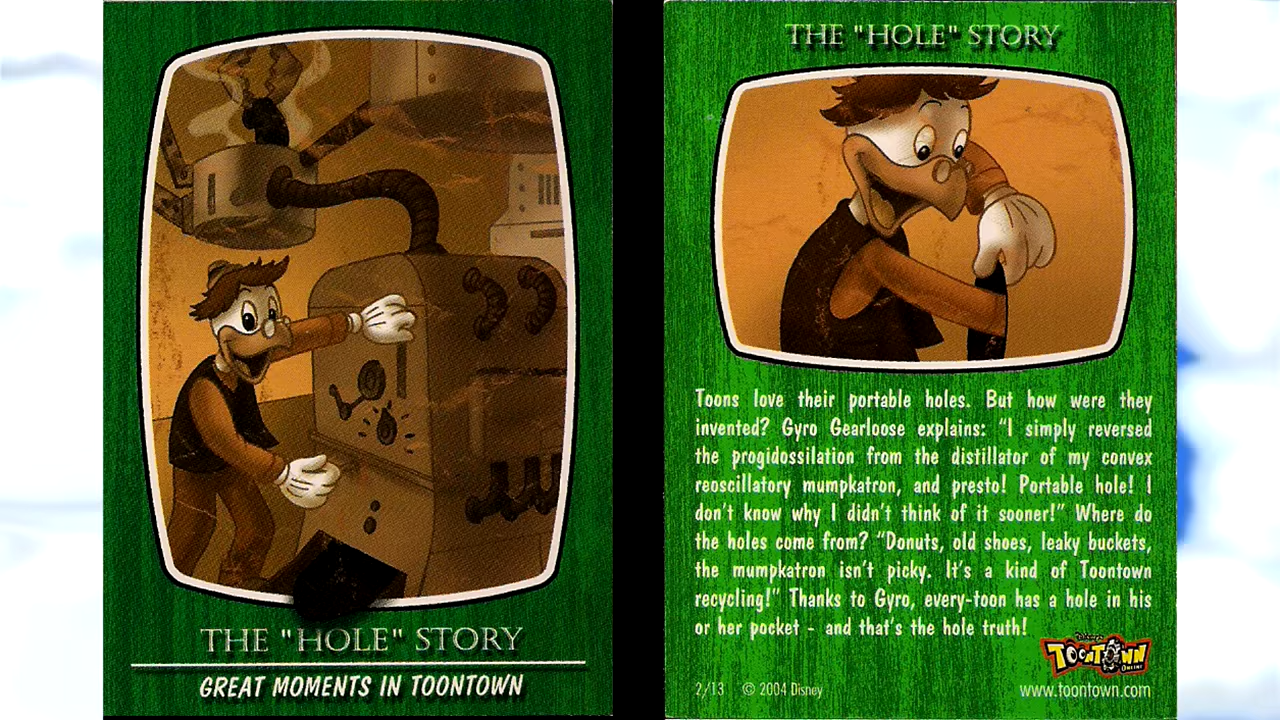 THE "HOLE" STORY
GREAT MOMENTS IN TOONTOWN
THE "HOLE" STORY
Toons love their portable holes. But how were they
invented? Gyro Gearloose explains: “I simply reversed
the progidossilation from the distillator of my convex
reoscillatory mumpkatron, and presto! Portable hole! I
don’t know why I didn’t think of it sooner!” Where do
the holes come from? “Donuts, old shoes, leaky buckets,
the mumpkatron isn’t picky. It’s a kind of Toontown
recycling!” Thanks to Gyro, every-toon has a hole in his
or her pocket - and that’s the hole truth!
Disney's
TOONTOWN
ONLINE
2/13 © 2004 Disney
www.toontown.com